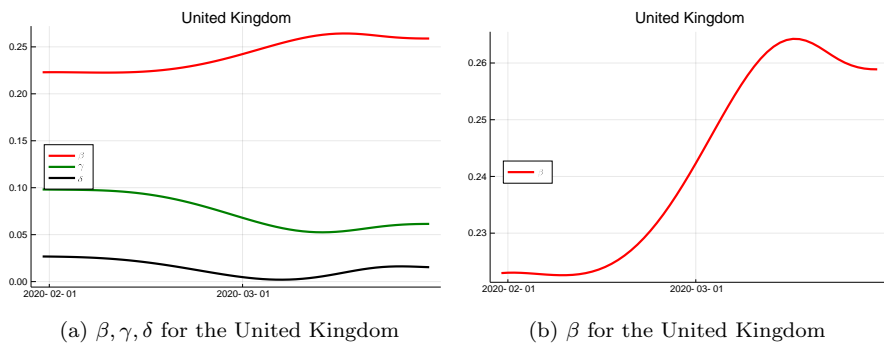 United Kingdom
0.25
0.20
0.15
0.10
0.05
0.00
β
γ
δ
2020- 02- 01
2020- 03- 01
(a) β, γ, δ for the United Kingdom
United Kingdom
0.26
0.25
0.24
0.23
β
2020- 02- 01
2020- 03- 01
(b) β for the United Kingdom